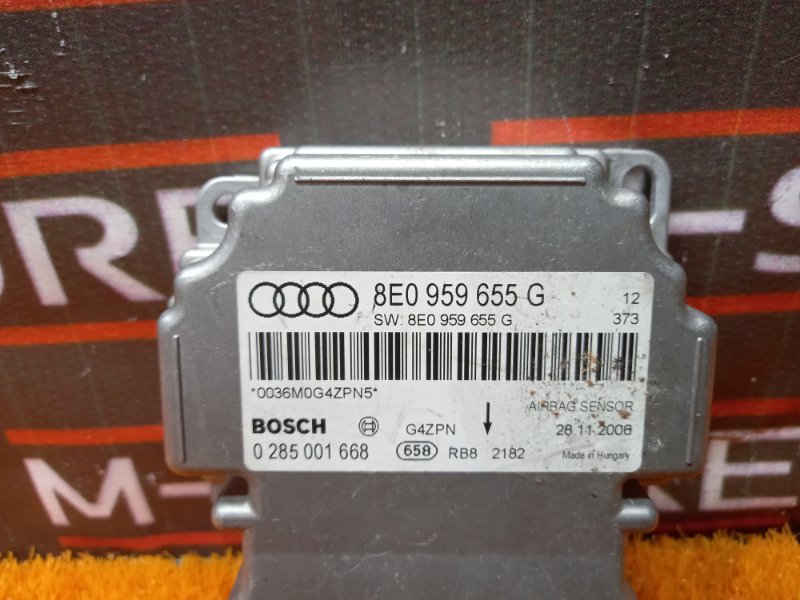 8E0 959 655 G 12
SW: 8E0 959 655 G 373
*0036M0G4ZPN5*
AIRBAG SENSOR
BOSCH G4ZPN 28.11.2006
0 285 001 668 658 RB8 2182 Made in Hungary